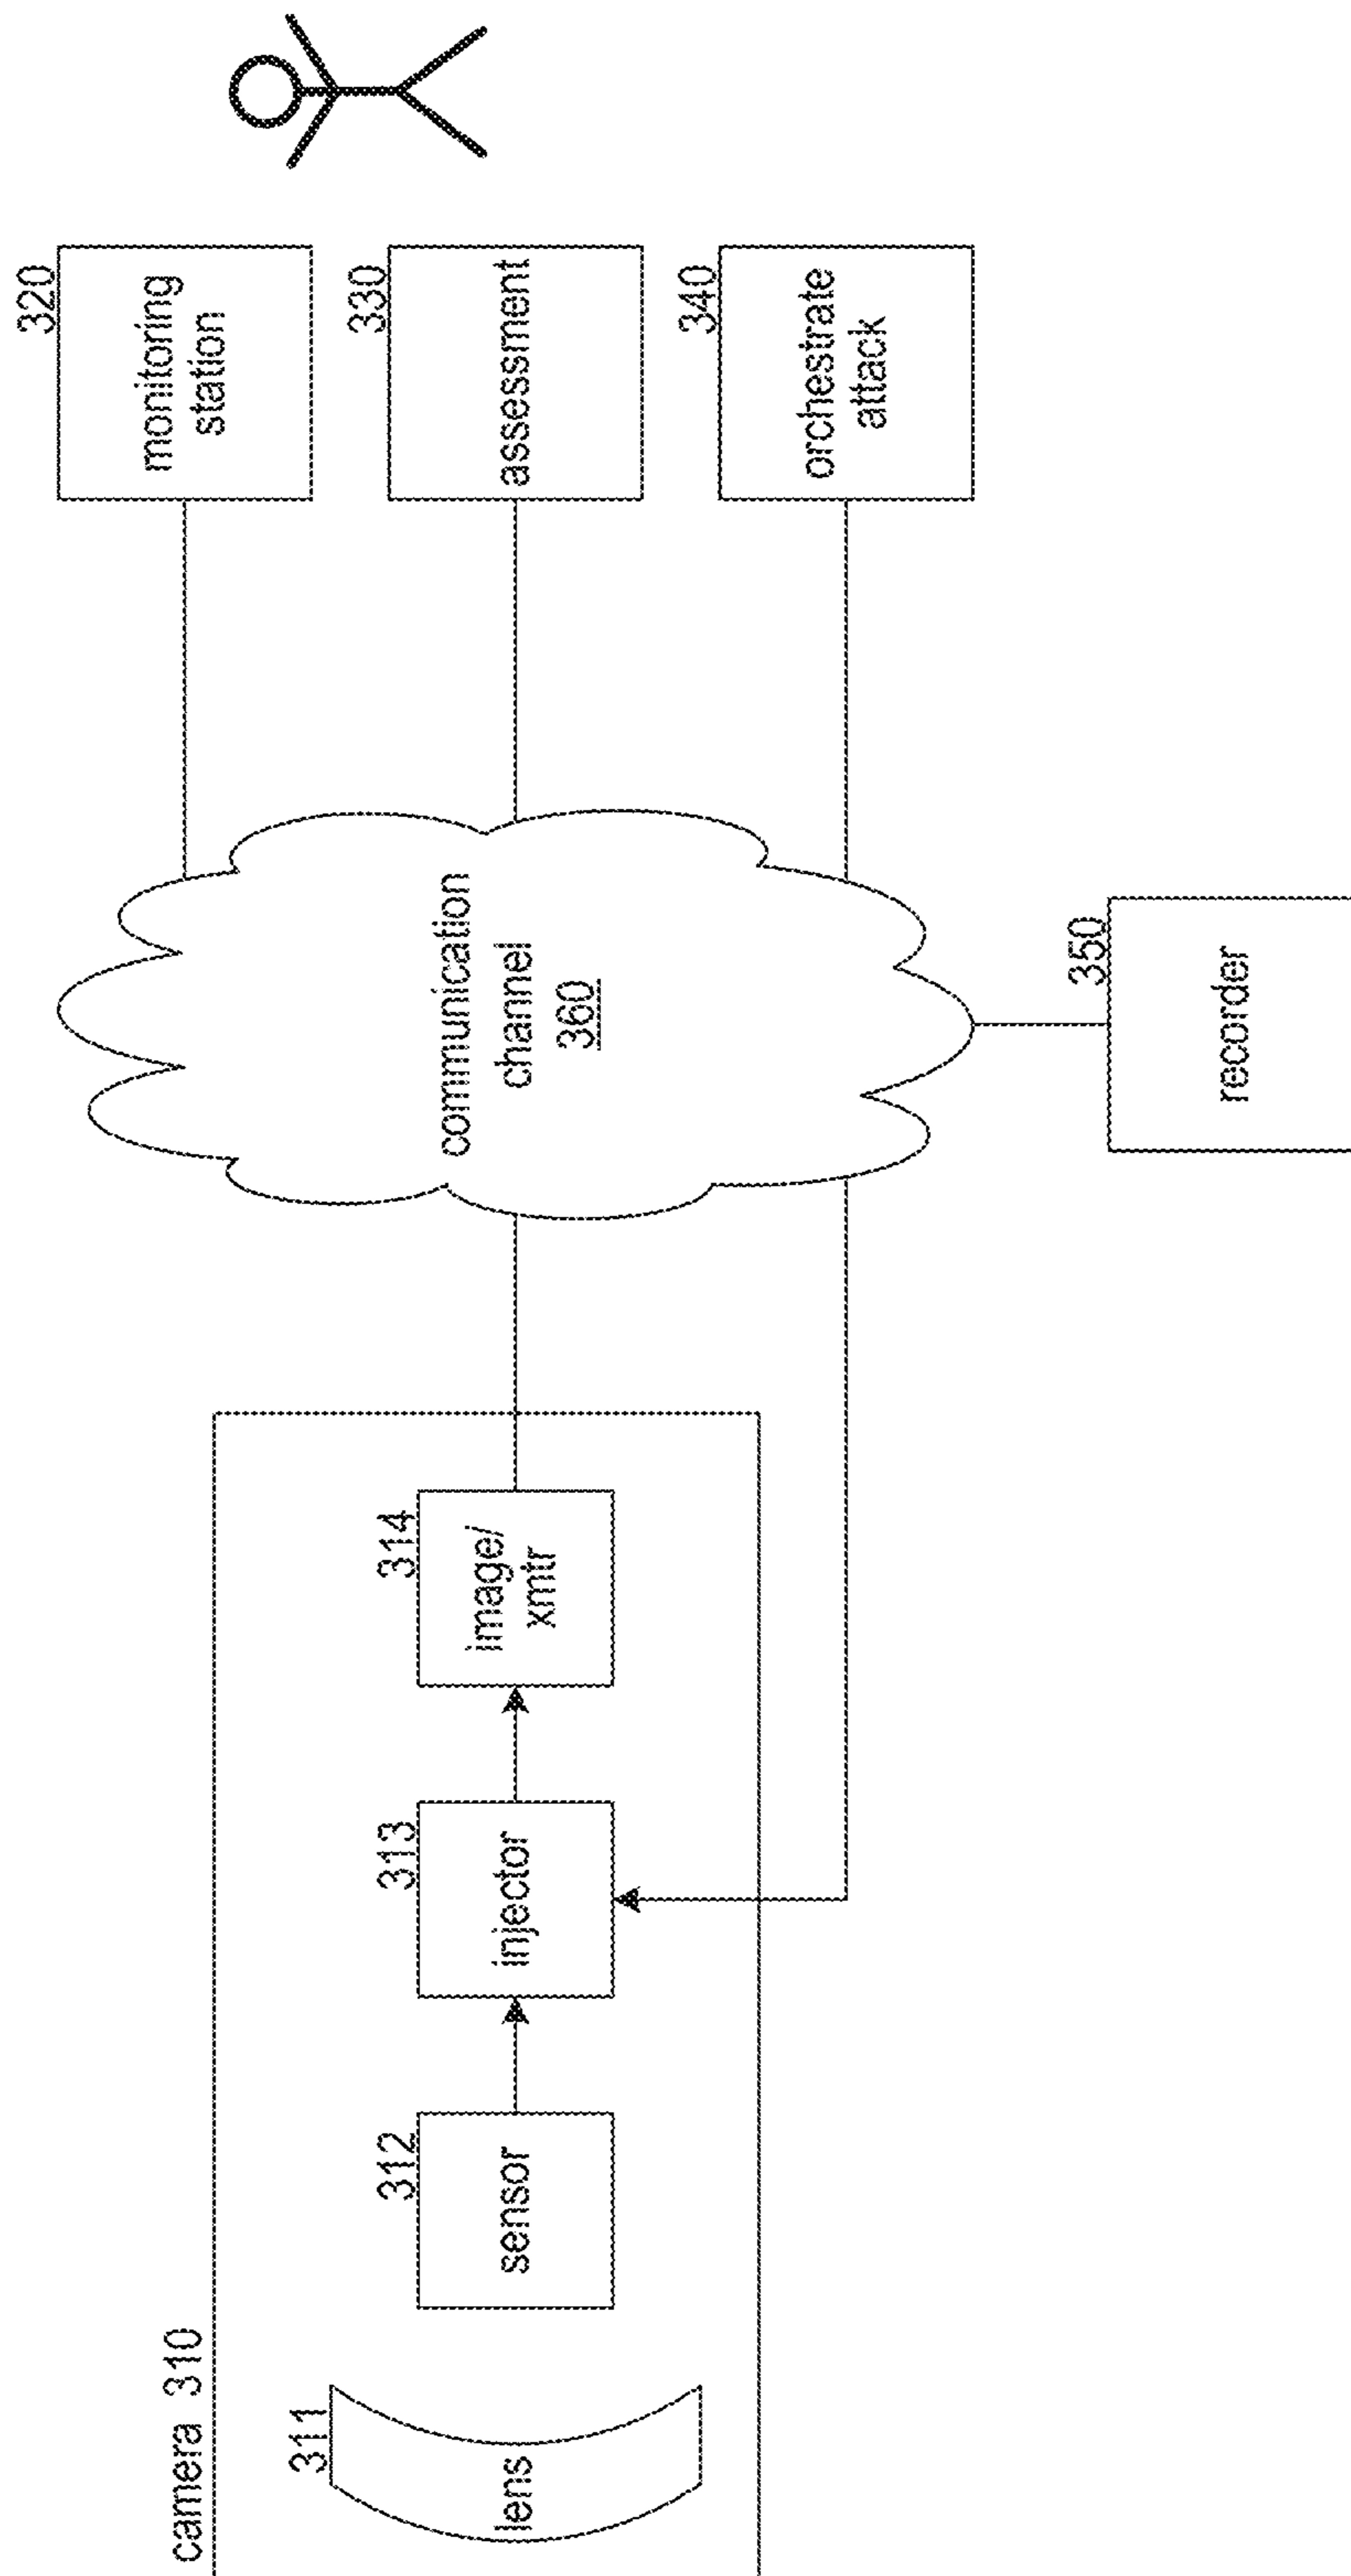 camera 310
311
lens
312
sensor
313
injector
314
image/
xmtr
communication
channel
360
320
monitoring
station
330
assessment
340
orchestrate
attack
350
recorder